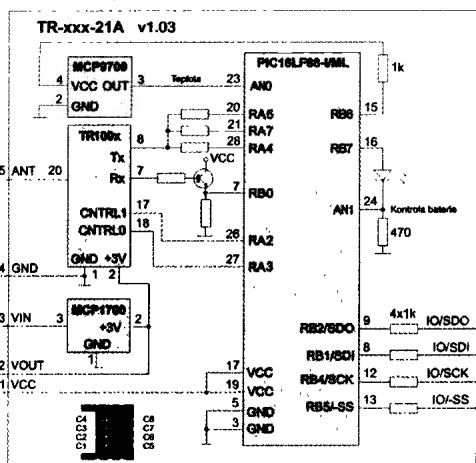 TR-xxx-21A v1.03
MCP9700
4 VCC OUT 3
2 GND
Teplota
PIC16LF88-I/ML
23 AN0
1k
TR100x
Tx 8
20 RA6
21 RA7
28 RA4
RB6 15
RB7 16
5 ANT 20
Rx 7
VCC
7 RB0
AN1 24
Kontrola baterie
470
CNTRL1 17
CNTRL0 18
26 RA2
27 RA3
GND +3V
1 2
4 GND
MCP1700
3 VIN 3
+3V 2
GND
1
2 VOUT
1 VCC
4x1k
RB2/SDO 9 IO/SDO
RB1/SDI 8 IO/SDI
RB4/SCK 12 IO/SCK
RB5/-SS 13 IO/-SS
17 VCC
19 VCC
5 GND
3 GND
C4 C8
C3 C7
C2 C6
C1 C5